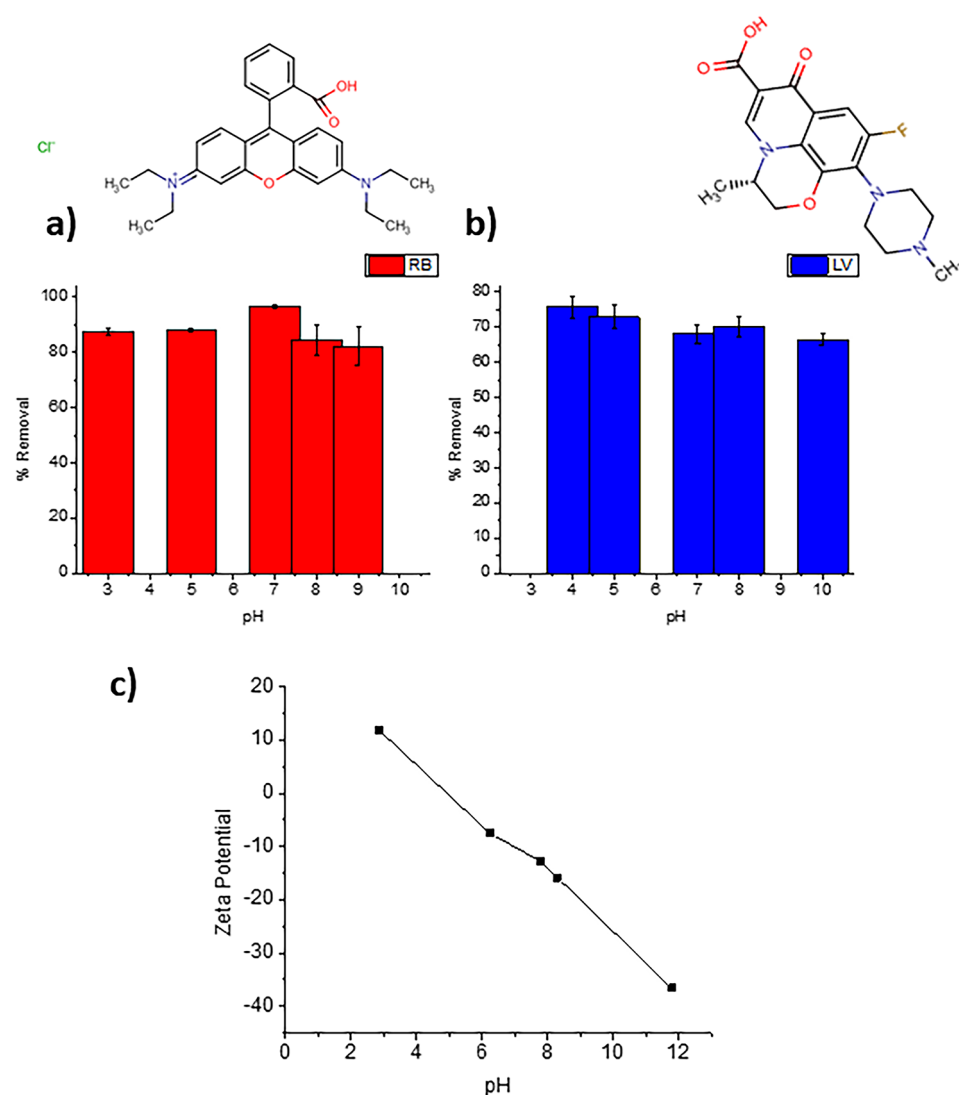 OH
O
Cl⁻
H₃C
N⁺
O
N
CH₃
H₃C
CH₃
OH
O
O
N
F
H₃C
O
N
N
CH₃
a)
RB
% Removal
100
80
60
40
20
0
3 4 5 6 7 8 9 10
pH
b)
LV
% Removal
80
70
60
50
40
30
20
10
0
3 4 5 6 7 8 9 10
pH
c)
Zeta Potential
20
10
0
-10
-20
-30
-40
0 2 4 6 8 10 12
pH